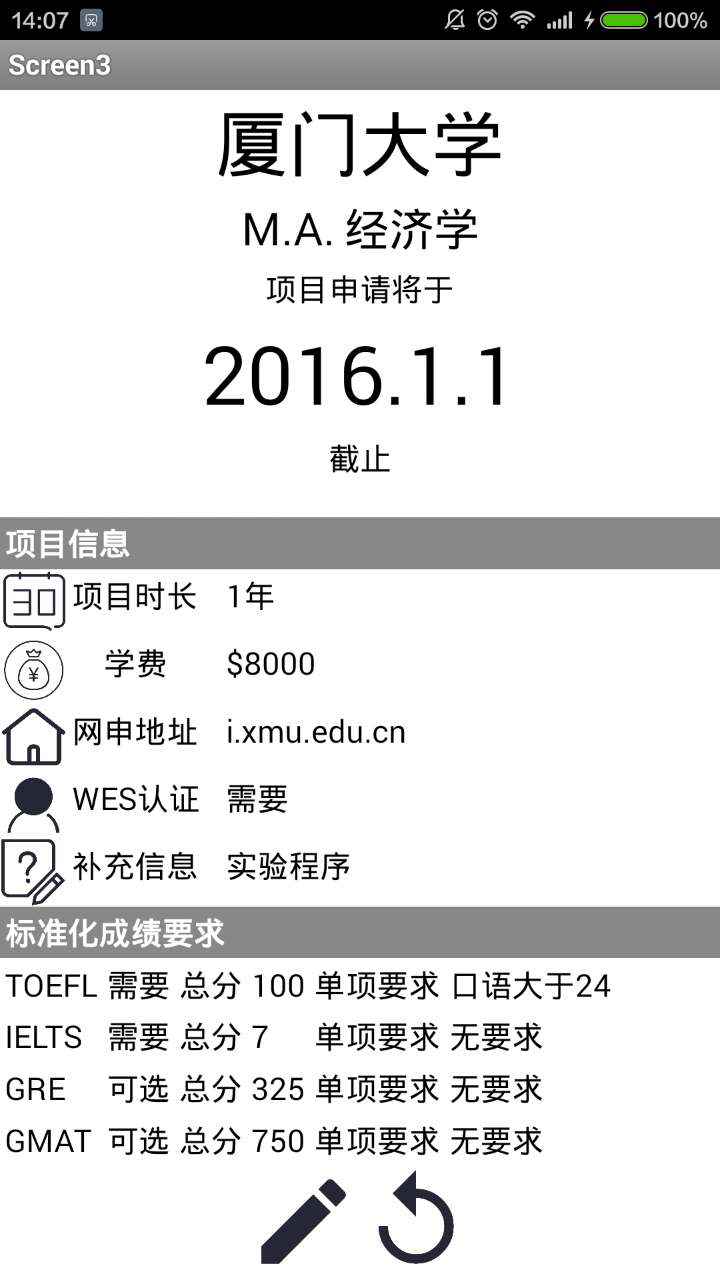 14:07 100%
Screen3
厦门大学
M.A. 经济学
项目申请将于
2016.1.1
截止
项目信息
30 项目时长 1年
¥ 学费 $8000
网申地址 i.xmu.edu.cn
WES认证 需要
? 补充信息 实验程序
标准化成绩要求
TOEFL 需要 总分 100 单项要求 口语大于24
IELTS 需要 总分 7 单项要求 无要求
GRE 可选 总分 325 单项要求 无要求
GMAT 可选 总分 750 单项要求 无要求